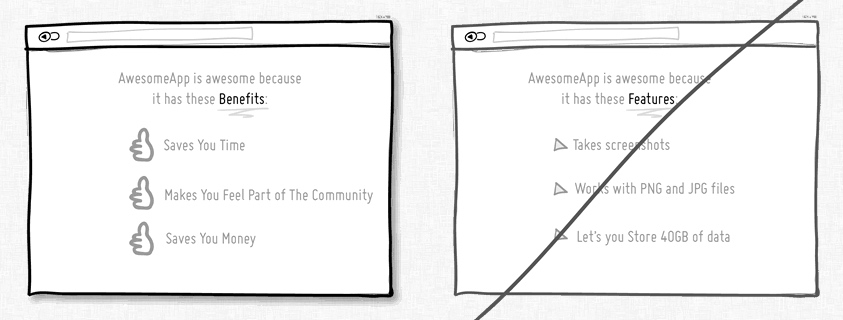 AwesomeApp is awesome because
it has these Benefits:
Saves You Time
Makes You Feel Part of The Community
Saves You Money
AwesomeApp is awesome because
it has these Features:
Takes screenshots
Works with PNG and JPG files
Let's you Store 40GB of data